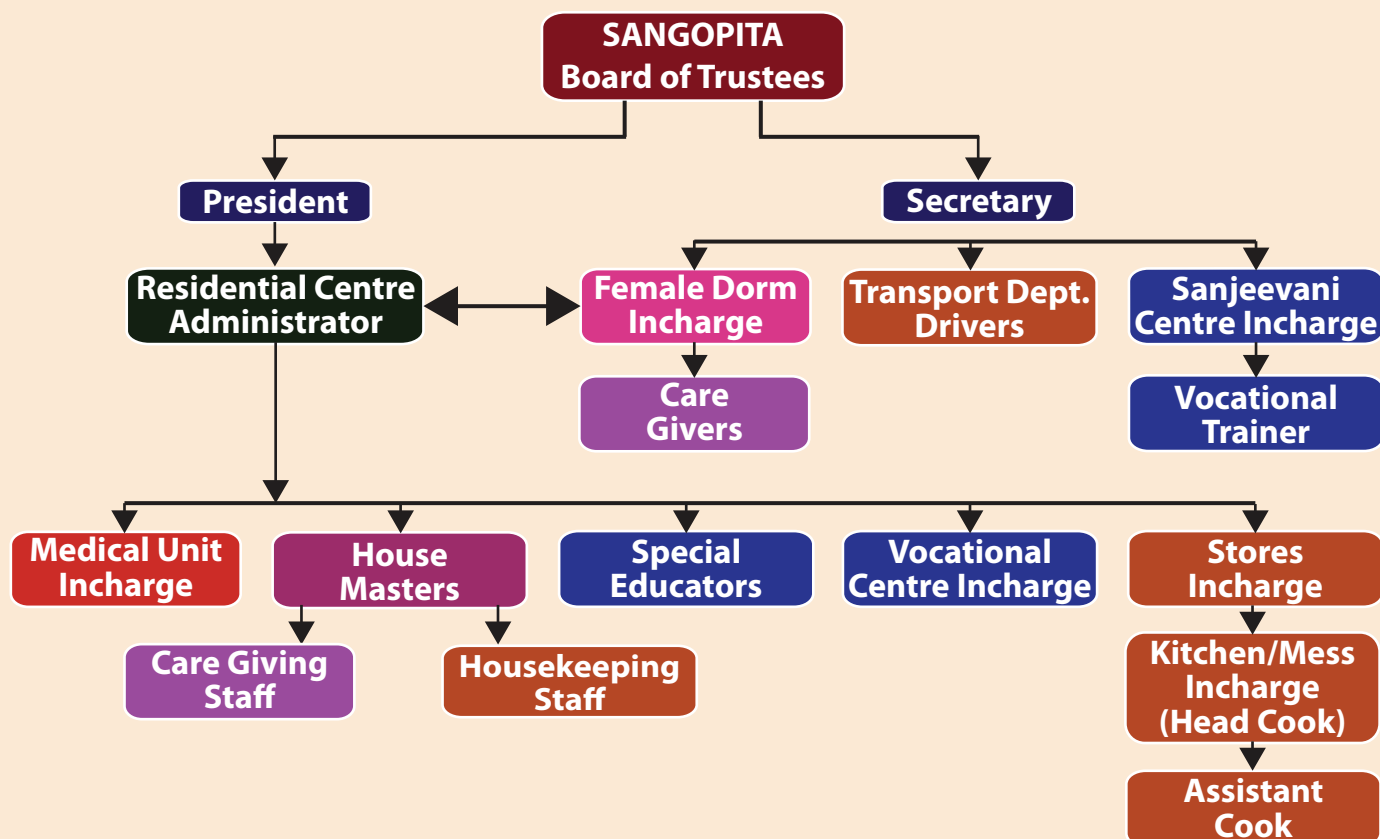 SANGOPITA
Board of Trustees
President
Secretary
Residential Centre
Administrator
Female Dorm
Incharge
Transport Dept.
Drivers
Sanjeevani
Centre Incharge
Care
Givers
Vocational
Trainer
Medical Unit
Incharge
House
Masters
Special
Educators
Vocational
Centre Incharge
Stores
Incharge
Care Giving
Staff
Housekeeping
Staff
Kitchen/Mess
Incharge
(Head Cook)
Assistant
Cook